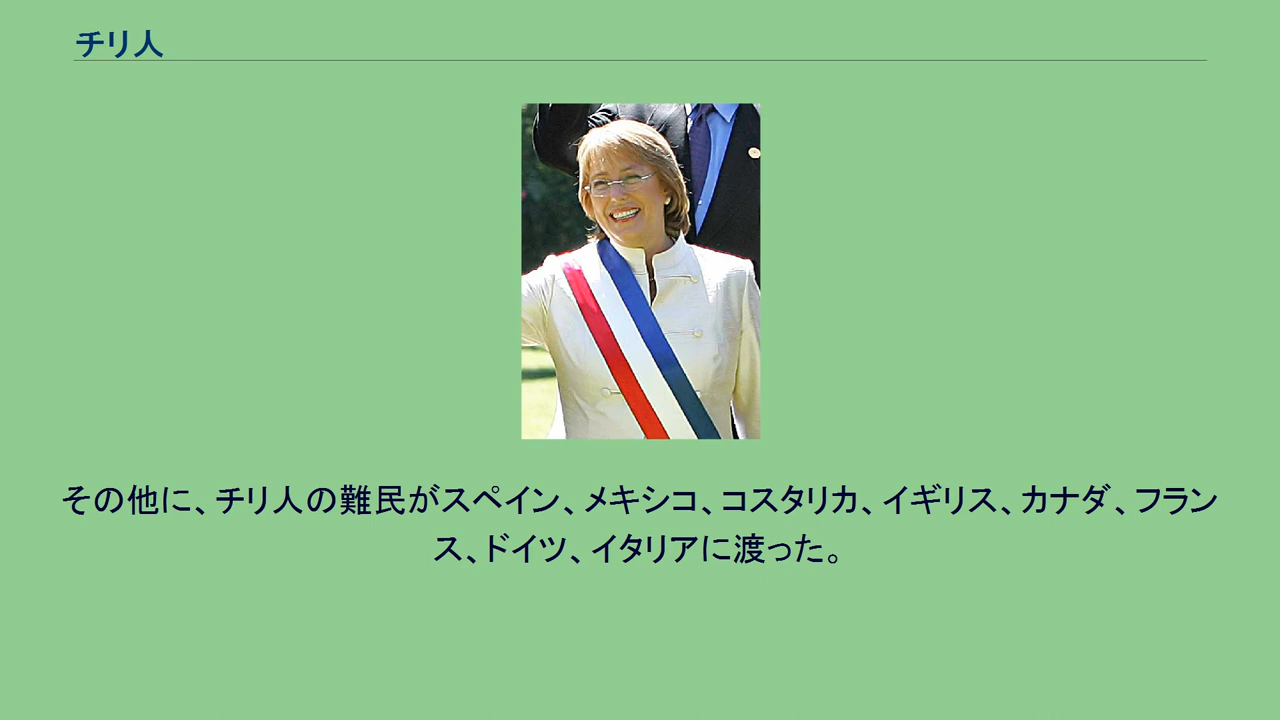 チリ人
その他に、チリ人の難民がスペイン、メキシコ、コスタリカ、イギリス、カナダ、フラン
ス、ドイツ、イタリアに渡った。